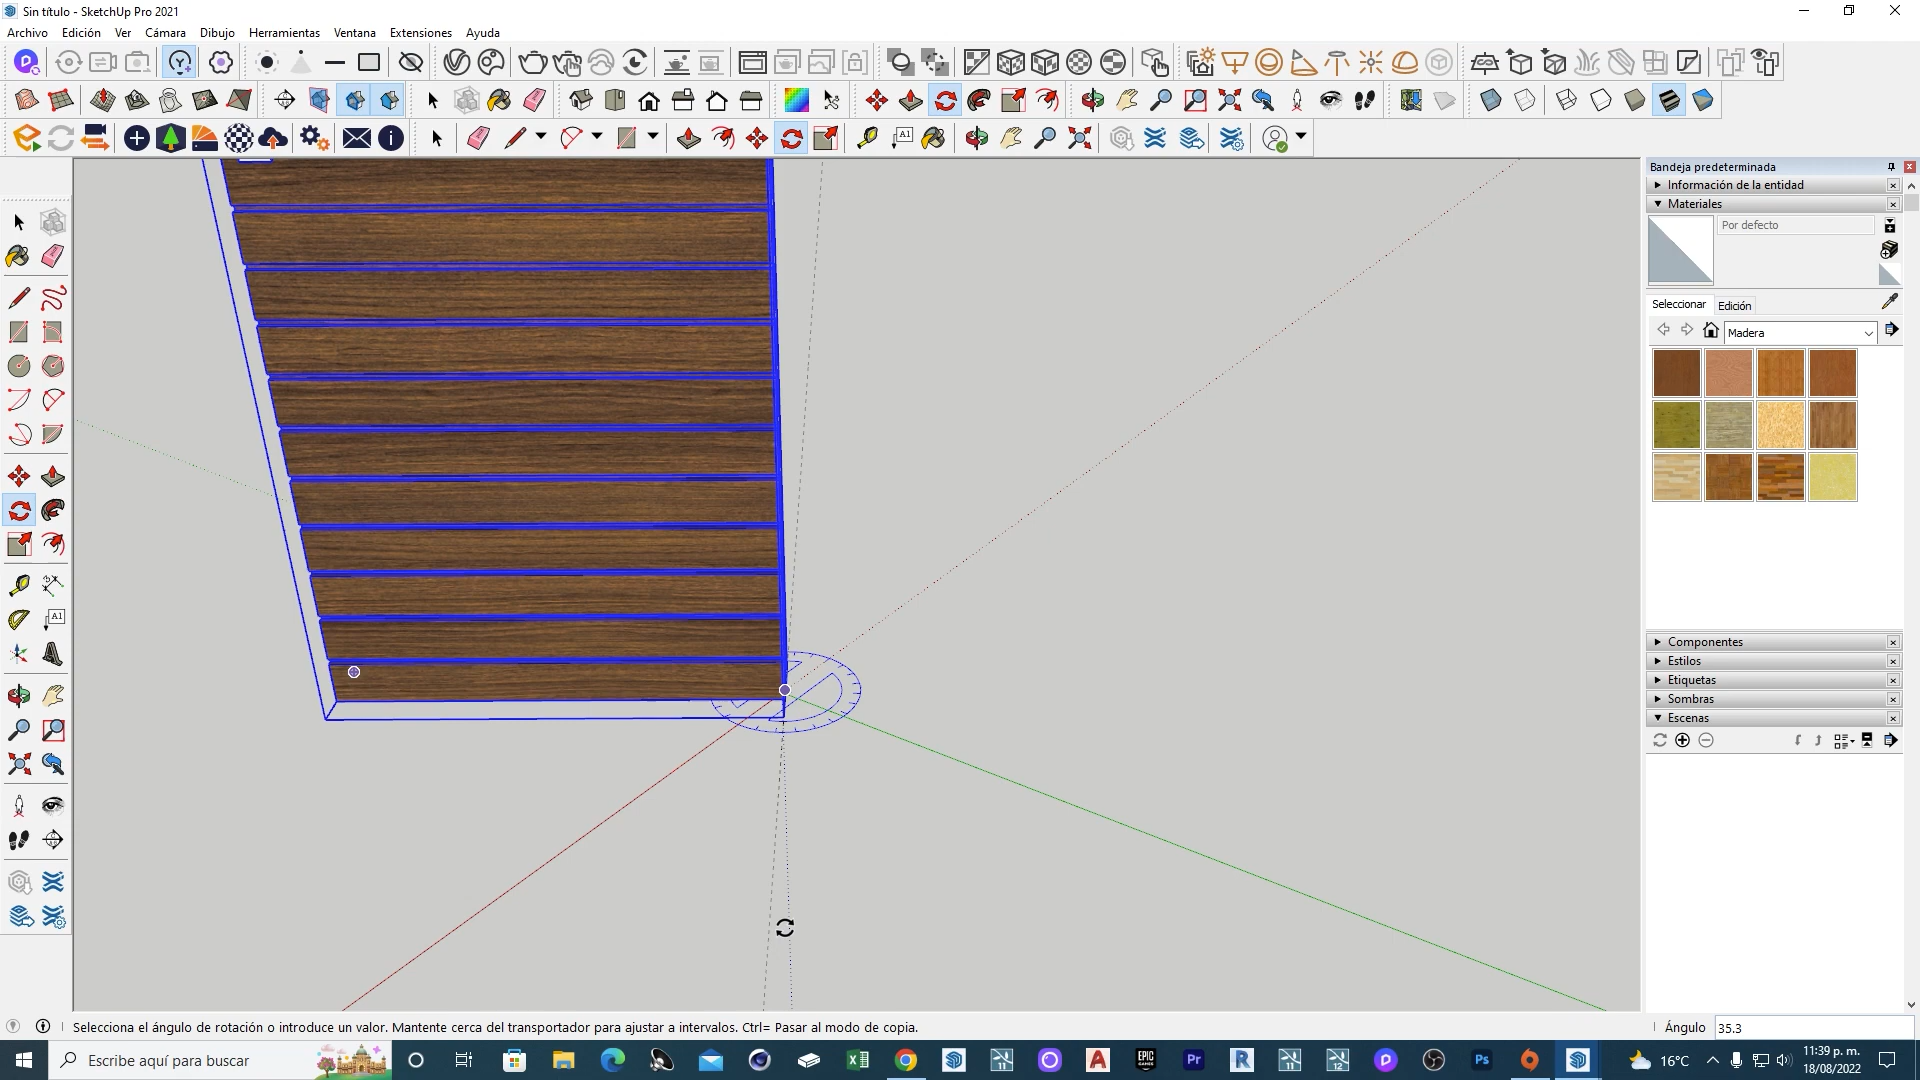 Sin título - SketchUp Pro 2021
Archivo Edición Ver Cámara Dibujo Herramientas Ventana Extensiones Ayuda
A1
Bandeja predeterminada
Información de la entidad
Materiales
Por defecto
Seleccionar Edición
Madera
A1
Componentes
Estilos
Etiquetas
Sombras
Escenas
Selecciona el ángulo de rotación o introduce un valor. Mantente cerca del transportador para ajustar a intervalos. Ctrl= Pasar al modo de copia.
Ángulo 35.3
Escribe aquí para buscar
16°C
11:39 p. m.
18/08/2022